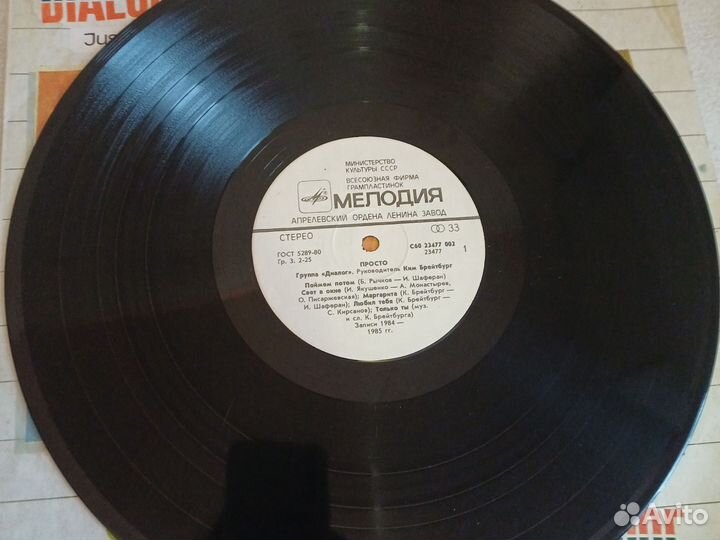 DIALO
Jus
МИНИСТЕРСТВО
КУЛЬТУРЫ СССР
ВСЕСОЮЗНАЯ ФИРМА
ГРАМПЛАСТИНОК
МЕЛОДИЯ
АПРЕЛЕВСКИЙ ОРДЕНА ЛЕНИНА ЗАВОД
СТЕРЕО
33
ГОСТ 5289-80
Гр. 3. 2-25
С60 23477 002
23477
1
ПРОСТО
Группа «Диалог». Руководитель Ким Брейтбург
Поймем потом (Б. Рычков — И. Шаферан)
Свет в окне (И. Якушенко — А. Монастырев,
О. Писаржевская); Маргарита (К. Брейтбург —
И. Шаферан); Любил тебя (К. Брейтбург —
С. Кирсанов); Только ты (муз.
и сл. К. Брейтбурга)
Записи 1984—
1985 гг.
Avito